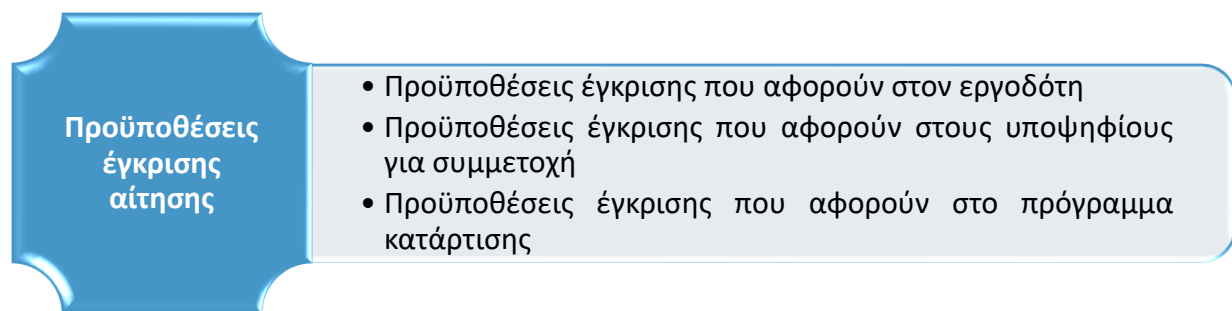 Προϋποθέσεις
έγκρισης
αίτησης
• Προϋποθέσεις έγκρισης που αφορούν στον εργοδότη
• Προϋποθέσεις έγκρισης που αφορούν στους υποψηφίους
για συμμετοχή
• Προϋποθέσεις έγκρισης που αφορούν στο πρόγραμμα
κατάρτισης